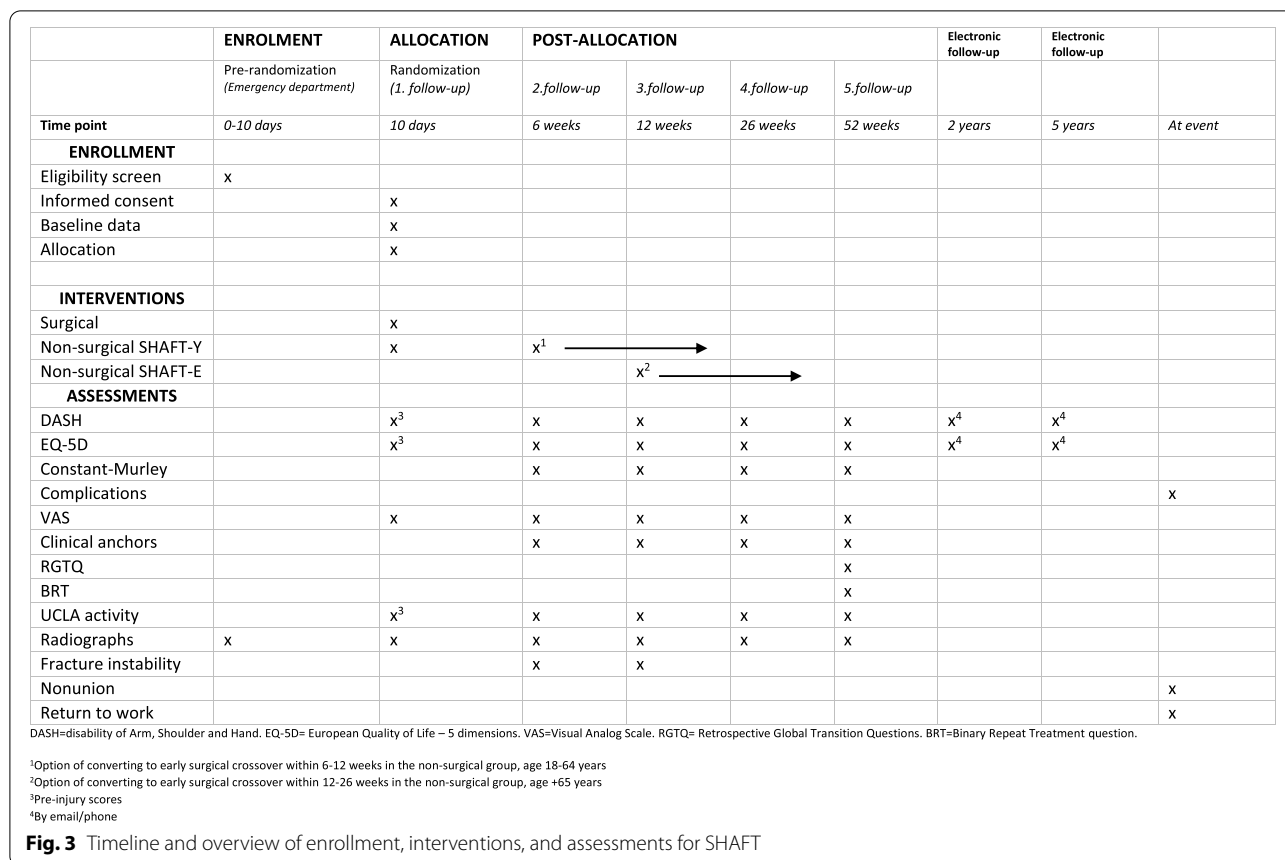 ENROLMENT ALLOCATION POST-ALLOCATION Electronic follow-up Electronic follow-up
Pre-randomization (Emergency department) Randomization (1. follow-up) 2.follow-up 3.follow-up 4.follow-up 5.follow-up
Time point 0-10 days 10 days 6 weeks 12 weeks 26 weeks 52 weeks 2 years 5 years At event
ENROLLMENT
Eligibility screen x
Informed consent x
Baseline data x
Allocation x
INTERVENTIONS
Surgical x
Non-surgical SHAFT-Y x x¹
Non-surgical SHAFT-E x²
ASSESSMENTS
DASH x³ x x x x x⁴ x⁴
EQ-5D x³ x x x x x⁴ x⁴
Constant-Murley x x x x
Complications x
VAS x x x x x
Clinical anchors x x x x
RGTQ x
BRT x
UCLA activity x³ x x x x
Radiographs x x x x x x
Fracture instability x x
Nonunion x
Return to work x
DASH=disability of Arm, Shoulder and Hand. EQ-5D= European Quality of Life – 5 dimensions. VAS=Visual Analog Scale. RGTQ= Retrospective Global Transition Questions. BRT=Binary Repeat Treatment question.
¹Option of converting to early surgical crossover within 6-12 weeks in the non-surgical group, age 18-64 years
²Option of converting to early surgical crossover within 12-26 weeks in the non-surgical group, age +65 years
³Pre-injury scores
⁴By email/phone
Fig. 3 Timeline and overview of enrollment, interventions, and assessments for SHAFT